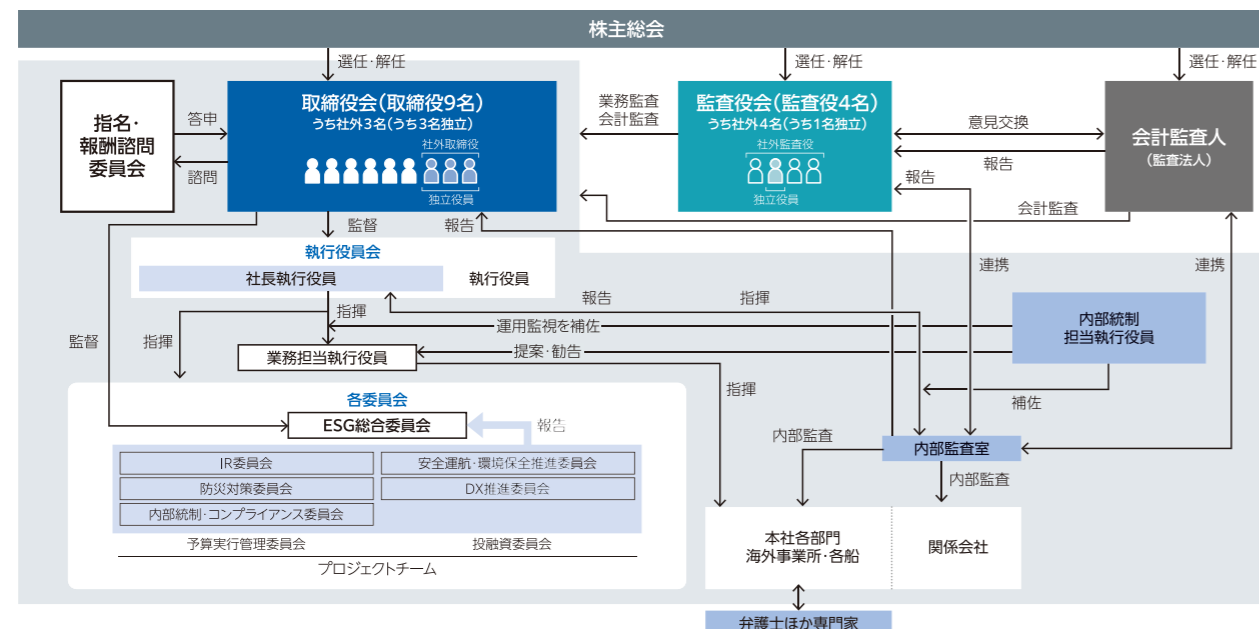 株主総会
選任・解任
選任・解任
選任・解任
指名・
報酬諮問
委員会
答申
諮問
取締役会(取締役9名)
うち社外3名(うち3名独立)
社外取締役
独立役員
業務監査
会計監査
監査役会(監査役4名)
うち社外4名(うち1名独立)
社外監査役
独立役員
意見交換
報告
会計監査人
(監査法人)
報告
会計監査
監督
報告
執行役員会
社長執行役員
執行役員
連携
連携
報告
指揮
指揮
運用監視を補佐
内部統制
担当執行役員
監督
指揮
業務担当執行役員
提案・勧告
指揮
補佐
各委員会
ESG総合委員会
報告
内部監査
内部監査室
内部監査
IR委員会
安全運航・環境保全推進委員会
防災対策委員会
DX推進委員会
内部統制・コンプライアンス委員会
予算実行管理委員会
投融資委員会
プロジェクトチーム
本社各部門
海外事業所・各船
関係会社
弁護士ほか専門家